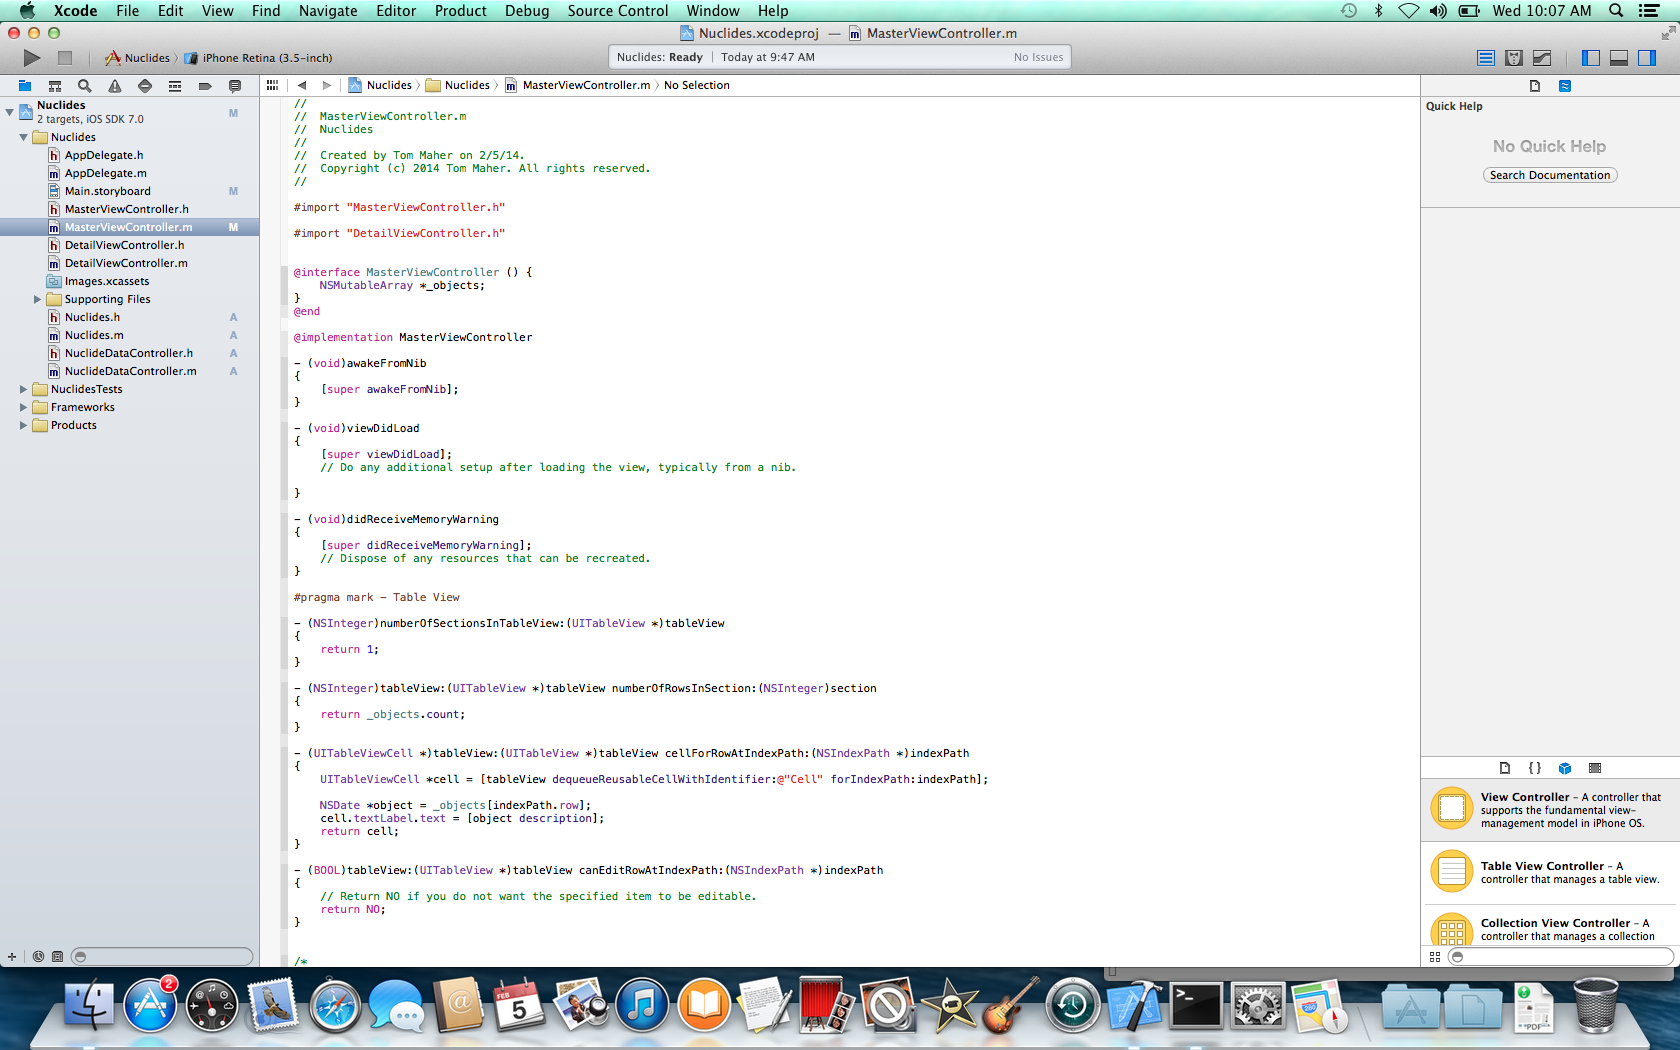 Xcode File Edit View Find Navigate Editor Product Debug Source Control Window Help Wed 10:07 AM
Nuclides.xcodeproj — MasterViewController.m
Nuclides iPhone Retina (3.5-inch)
Nuclides: Ready | Today at 9:47 AM No Issues
Nuclides Nuclides MasterViewController.m No Selection
Nuclides M
2 targets, iOS SDK 7.0
Nuclides
AppDelegate.h
AppDelegate.m
Main.storyboard M
MasterViewController.h
MasterViewController.m M
DetailViewController.h
DetailViewController.m
Images.xcassets
Supporting Files
Nuclides.h A
Nuclides.m A
NuclideDataController.h A
NuclideDataController.m A
NuclidesTests
Frameworks
Products
//
//  MasterViewController.m
//  Nuclides
//
//  Created by Tom Maher on 2/5/14.
//  Copyright (c) 2014 Tom Maher. All rights reserved.
//
#import "MasterViewController.h"
#import "DetailViewController.h"
@interface MasterViewController () {
    NSMutableArray *_objects;
}
@end
@implementation MasterViewController
- (void)awakeFromNib
{
    [super awakeFromNib];
}
- (void)viewDidLoad
{
    [super viewDidLoad];
    // Do any additional setup after loading the view, typically from a nib.
}
- (void)didReceiveMemoryWarning
{
    [super didReceiveMemoryWarning];
    // Dispose of any resources that can be recreated.
}
#pragma mark - Table View
- (NSInteger)numberOfSectionsInTableView:(UITableView *)tableView
{
    return 1;
}
- (NSInteger)tableView:(UITableView *)tableView numberOfRowsInSection:(NSInteger)section
{
    return _objects.count;
}
- (UITableViewCell *)tableView:(UITableView *)tableView cellForRowAtIndexPath:(NSIndexPath *)indexPath
{
    UITableViewCell *cell = [tableView dequeueReusableCellWithIdentifier:@"Cell" forIndexPath:indexPath];
    NSDate *object = _objects[indexPath.row];
    cell.textLabel.text = [object description];
    return cell;
}
- (BOOL)tableView:(UITableView *)tableView canEditRowAtIndexPath:(NSIndexPath *)indexPath
{
    // Return NO if you do not want the specified item to be editable.
    return NO;
}
/*
Quick Help
No Quick Help
Search Documentation
{ }
View Controller - A controller that
supports the fundamental view-
management model in iPhone OS.
Table View Controller - A
controller that manages a table view.
Collection View Controller - A
controller that manages a collection
2
FEB
5
PDF